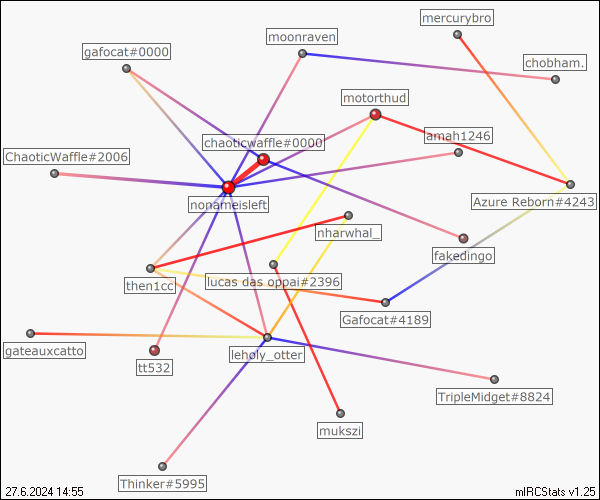 mercurybro
moonraven
gafocat#0000
chobham.
motorthud
amah1246
chaoticwaffle#0000
ChaoticWaffle#2006
nonameisleft
Azure Reborn#4243
nharwhal_
fakedingo
then1cc
lucas das oppai#2396
Gafocat#4189
gateauxcatto
leholy_otter
tt532
TripleMidget#8824
mukszi
Thinker#5995
27.6.2024 14:55
mIRCStats v1.25